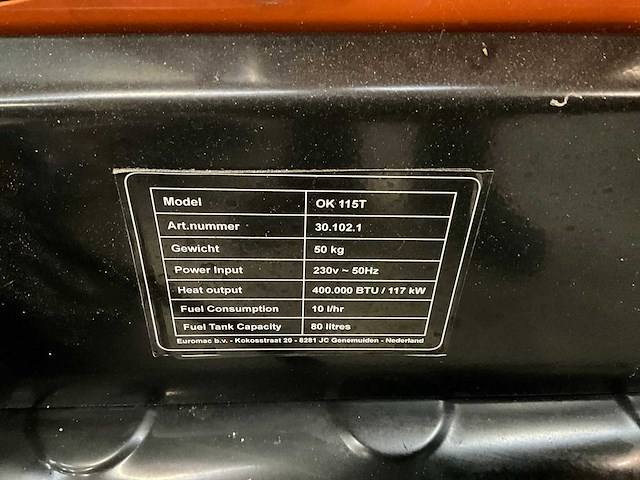 Model OK 115T
Art.nummer 30.102.1
Gewicht 50 kg
Power Input 230v ~ 50Hz
Heat output 400.000 BTU / 117 kW
Fuel Consumption 10 l/hr
Fuel Tank Capacity 80 litres
Euromac b.v. - Kokosstraat 20 - 8281 JC Genemuiden - Nederland